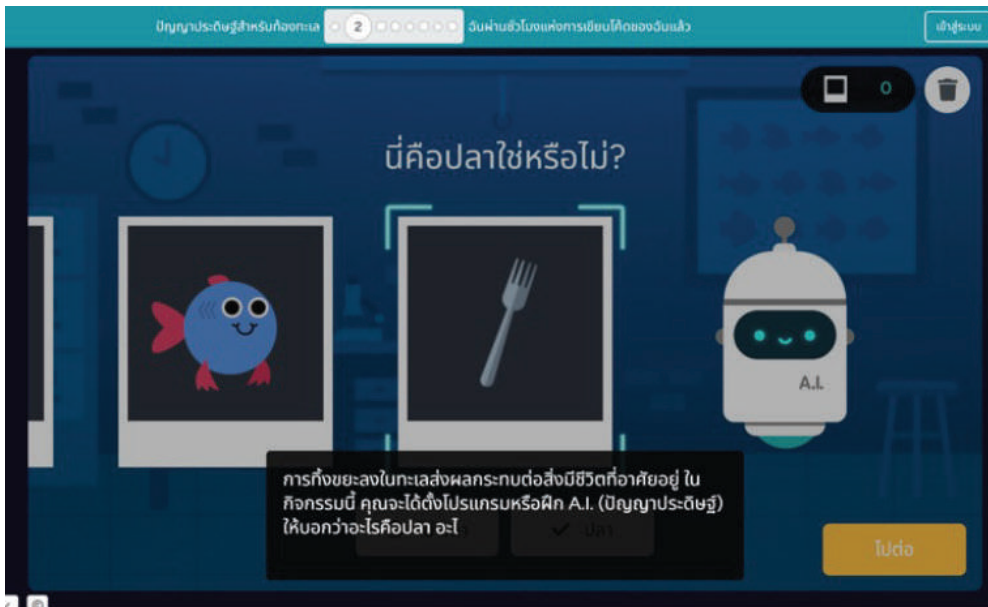 ปัญญาประดิษฐ์สำหรับท้องทะเล 2 ฉันผ่านชั่วโมงแห่งการเขียนโค้ดของฉันแล้ว เข้าสู่ระบบ
0
นี่คือปลาใช่หรือไม่?
A.I.
การทิ้งขยะลงในทะเลส่งผลกระทบต่อสิ่งมีชีวิตที่อาศัยอยู่ ใน
กิจกรรมนี้ คุณจะได้ตั้งโปรแกรมหรือฝึก A.I. (ปัญญาประดิษฐ์)
ให้บอกว่าอะไรคือปลา อะไ
ปลา
ไปต่อ